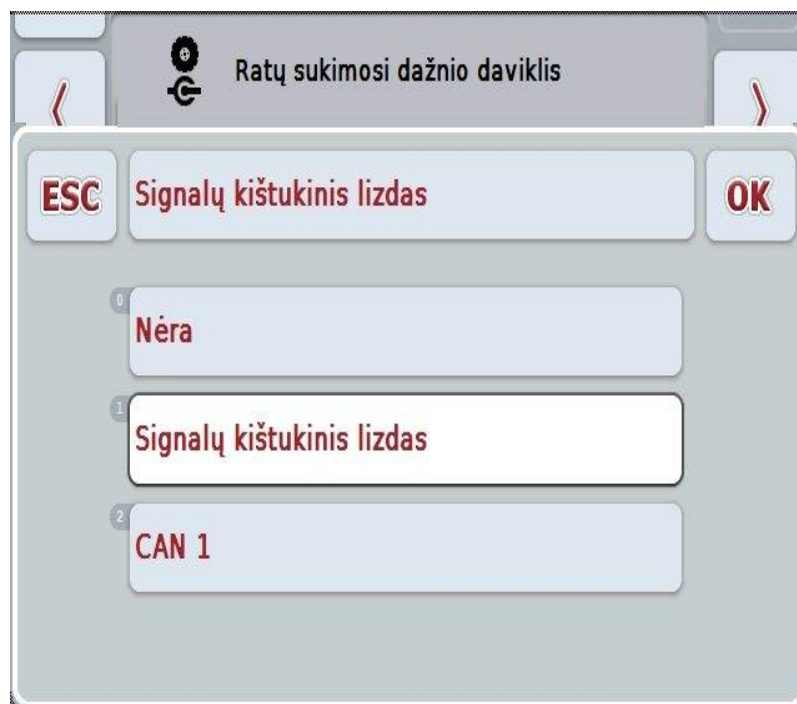 Ratų sukimosi dažnio daviklis
ESC
Signalų kištukinis lizdas
OK
0
Nėra
1
Signalų kištukinis lizdas
2
CAN 1